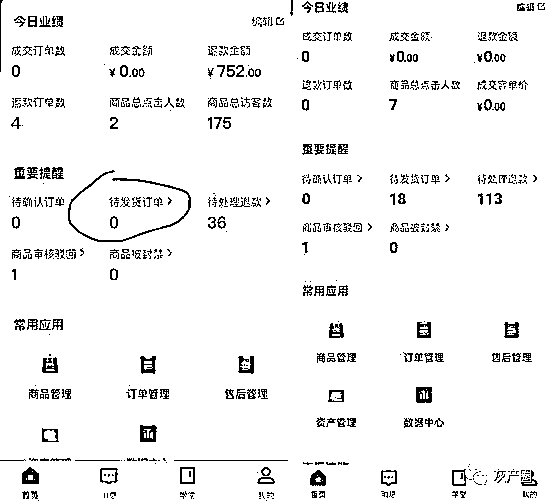 今日业绩
编辑
成交订单数 成交金额 退款金额
0 ¥0.00 ¥752.00
退款订单数 商品总点击人数 商品总访客数
4 2 175
重要提醒
待确认订单 待发货订单> 待处理退款>
0 0 36
商品审核驳回> 商品被封禁>
1 0
常用应用
商品管理 订单管理 售后管理
首页 学堂 我的
今日业绩
编辑
成交订单数 成交金额 退款金额
0 ¥0.00 ¥0.00
退款订单数 商品总点击人数 成交客单价
0 7 ¥0.00
重要提醒
待确认订单> 待发货订单> 待处理退款>
0 18 113
商品审核驳回> 商品被封禁>
1 0
常用应用
商品管理 订单管理 售后管理
资产管理 数据中心
首页 学堂 我的
灰产圈